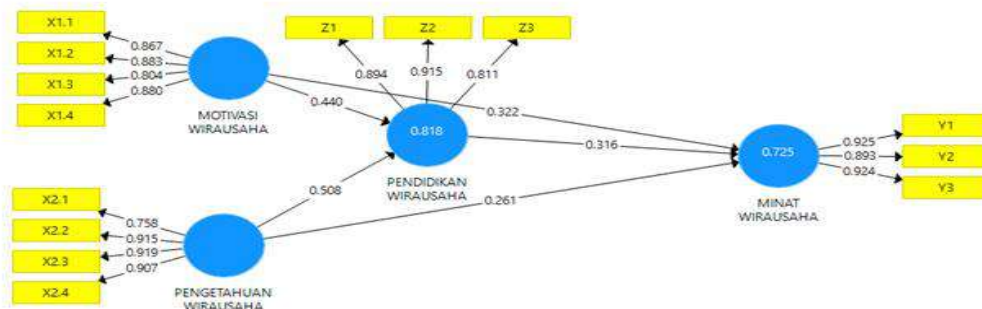 X1.1
X1.2
X1.3
X1.4
0.867
0.883
0.804
0.880
MOTIVASI
WIRAUSAHA
Z1
Z2
Z3
0.894
0.915
0.811
0.440
0.322
0.818
PENDIDIKAN
WIRAUSAHA
0.316
0.508
0.261
0.725
MINAT
WIRAUSAHA
0.925
0.893
0.924
Y1
Y2
Y3
X2.1
X2.2
X2.3
X2.4
0.758
0.915
0.919
0.907
PENGETAHUAN
WIRAUSAHA